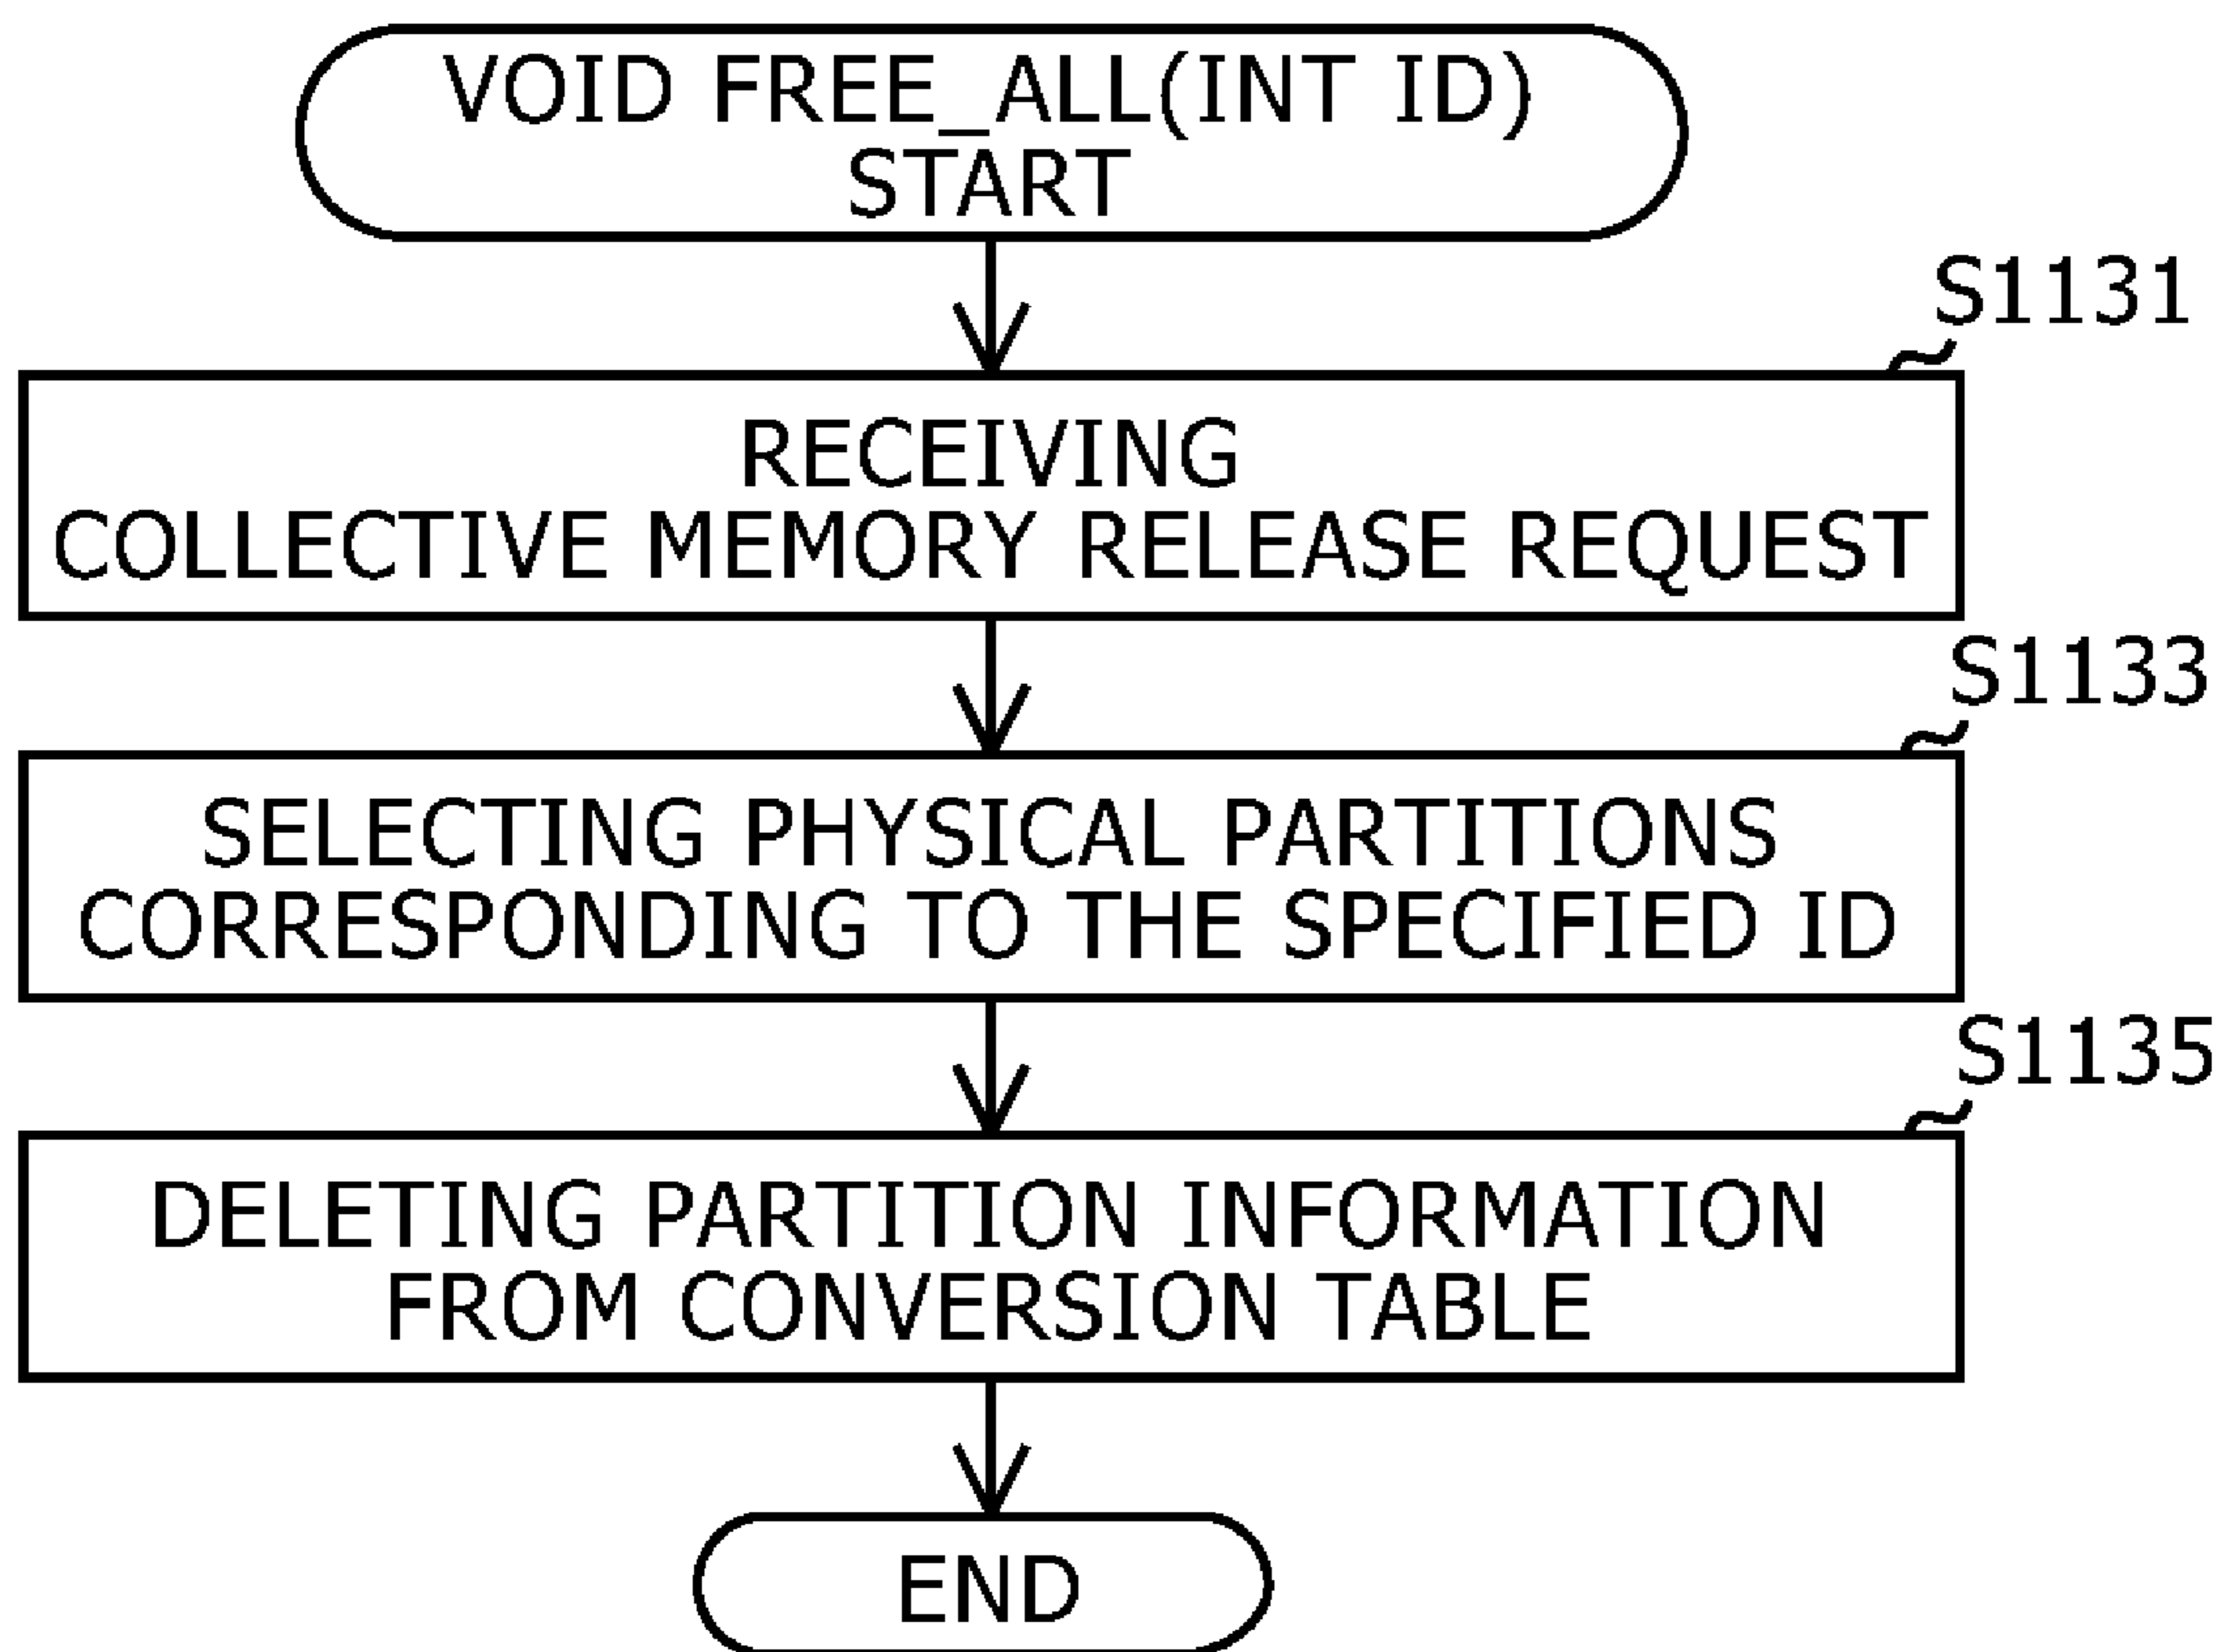 VOID FREE_ALL(INT ID)
START
S1131
RECEIVING
COLLECTIVE MEMORY RELEASE REQUEST
S1133
SELECTING PHYSICAL PARTITIONS
CORRESPONDING TO THE SPECIFIED ID
S1135
DELETING PARTITION INFORMATION
FROM CONVERSION TABLE
END